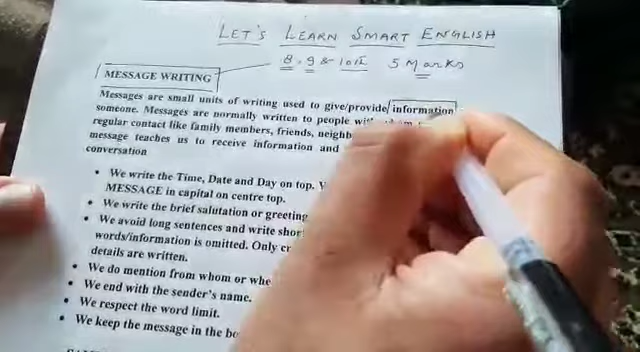 LET'S LEARN SMART ENGLISH
8, 9 & 10th 5 Marks
MESSAGE WRITING
Messages are small units of writing used to give/provide information
someone. Messages are normally written to people
regular contact like family members, friends,
message teaches us to receive information and
conversation
• We write the Time, Date and Day on top.
MESSAGE in capital on centre top.
• We write the brief salutation or greeting
• We avoid long sentences and write
words/information is omitted. Only
details are written.
• We do mention from whom or
• We end with the sender's name.
• We respect the word limit.
• We keep the message in the